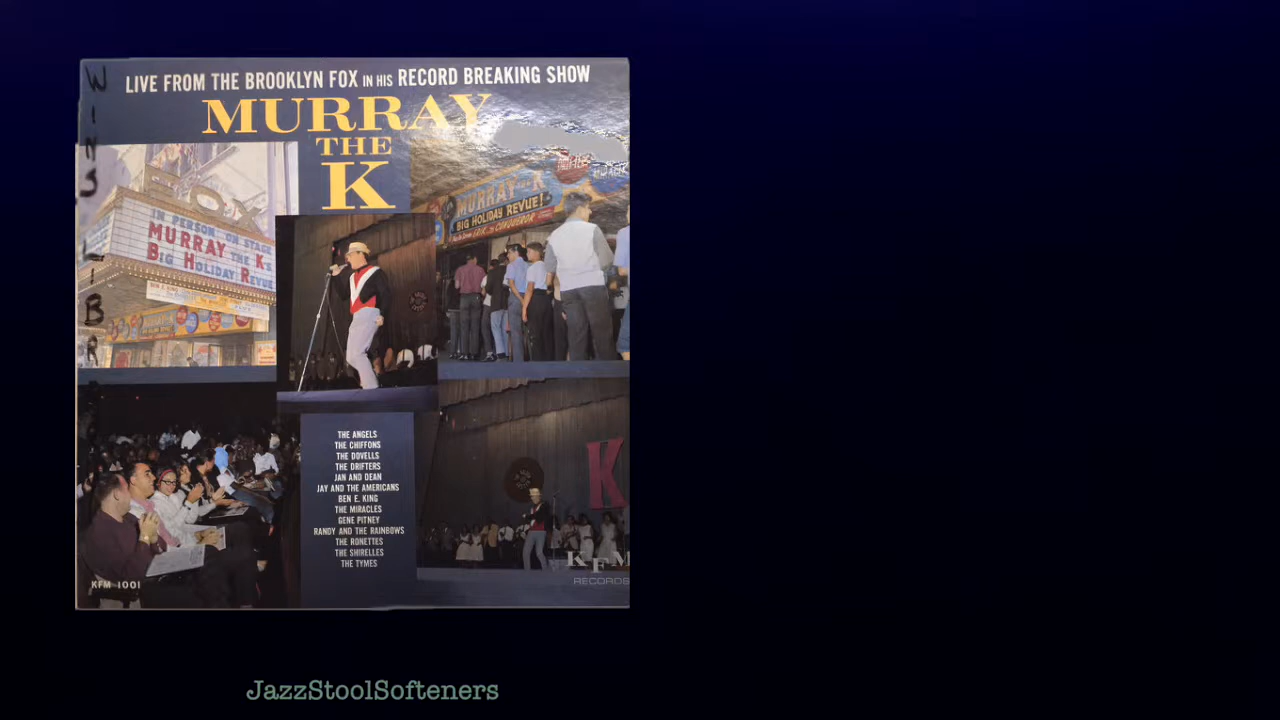 LIVE FROM THE BROOKLYN FOX IN HIS RECORD BREAKING SHOW
MURRAY
THE
K
FOX
IN PERSON ON STAGE
MURRAY THE K's
BIG HOLIDAY REVUE
BEN E. KING
MURRAY THE K
BIG HOLIDAY REVUE!
K
THE ANGELS
THE CHIFFONS
THE DOVELLS
THE DRIFTERS
JAN AND DEAN
JAY AND THE AMERICANS
BEN E. KING
THE MIRACLES
GENE PITNEY
RANDY AND THE RAINBOWS
THE RONETTES
THE SHIRELLES
THE TYMES
KFM 1001
KFM
RECORDS
JazzStoolSofteners